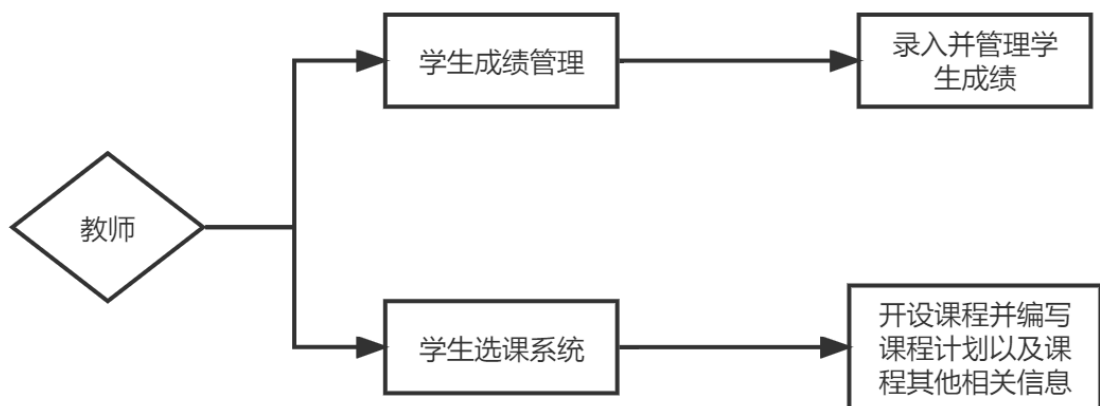 学生成绩管理
录入并管理学
生成绩
教师
学生选课系统
开设课程并编写
课程计划以及课
程其他相关信息